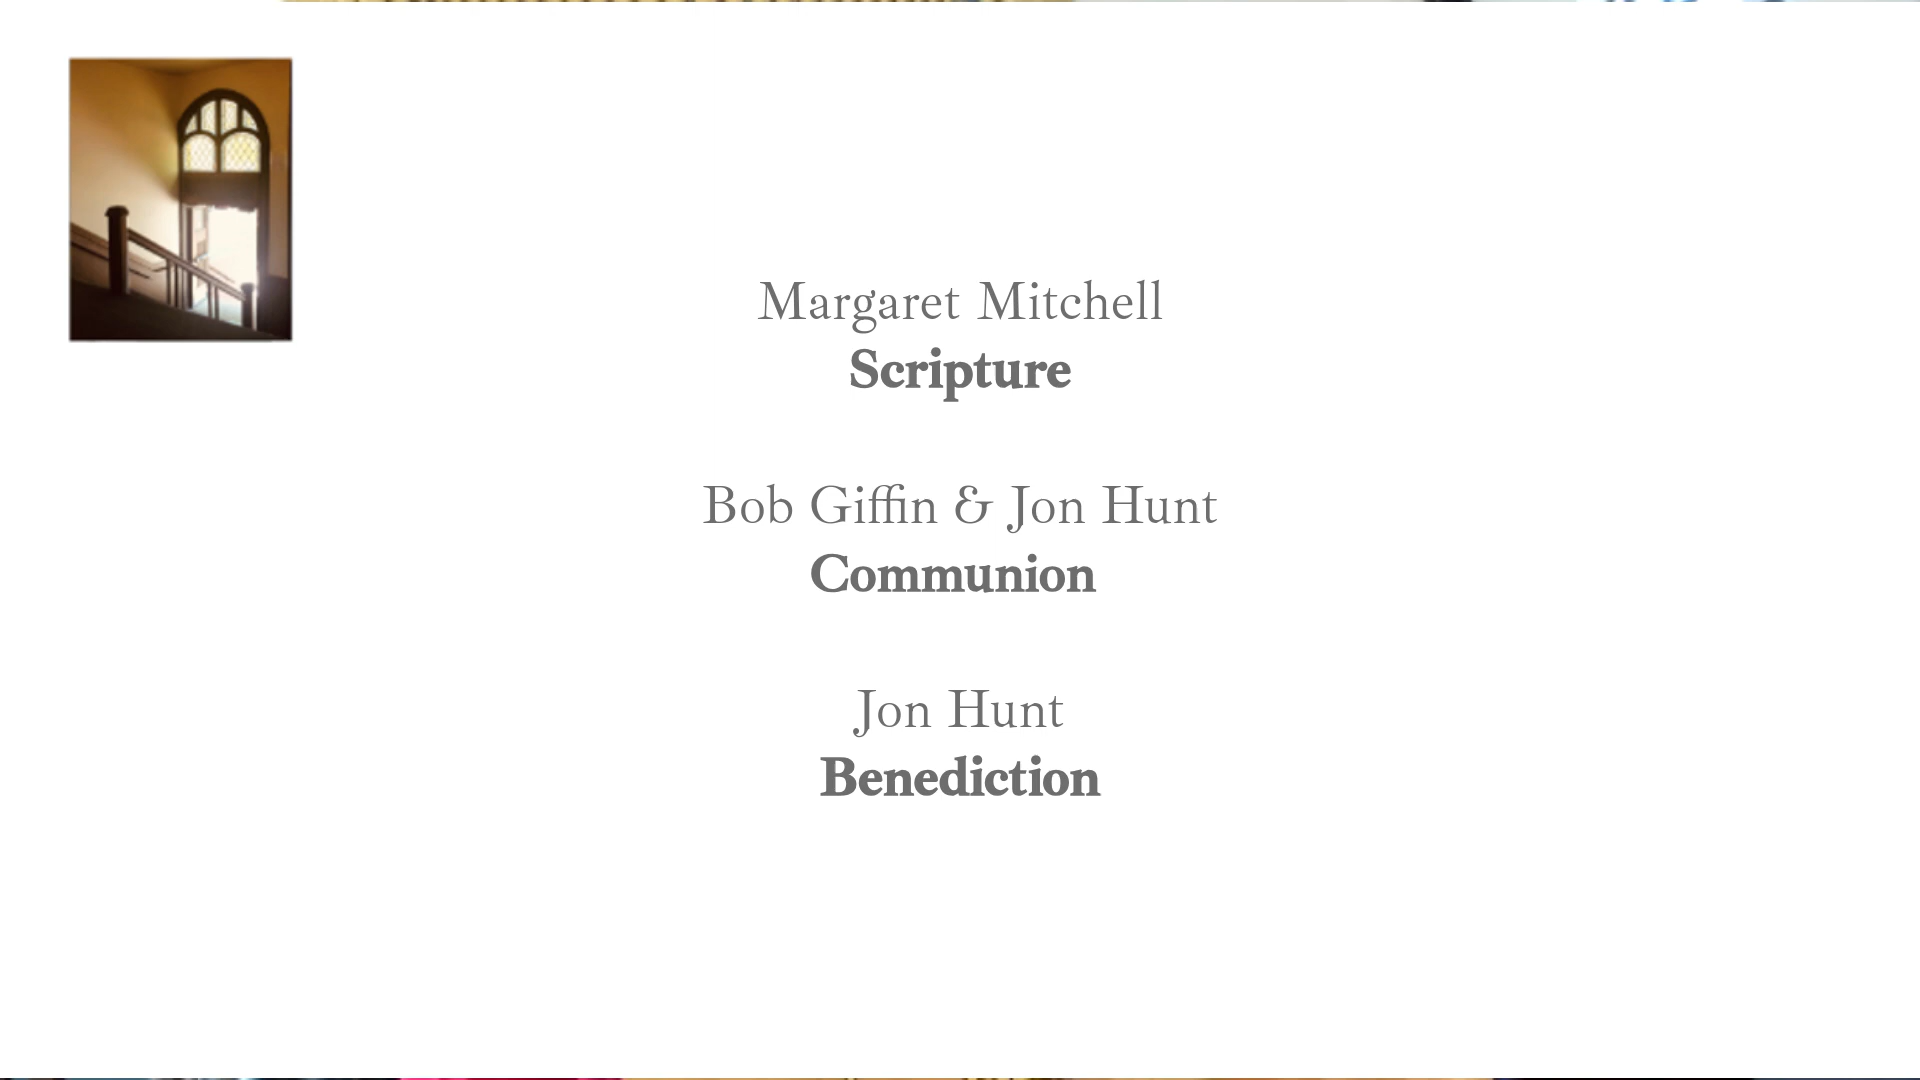 Margaret Mitchell
Scripture
Bob Giffin & Jon Hunt
Communion
Jon Hunt
Benediction